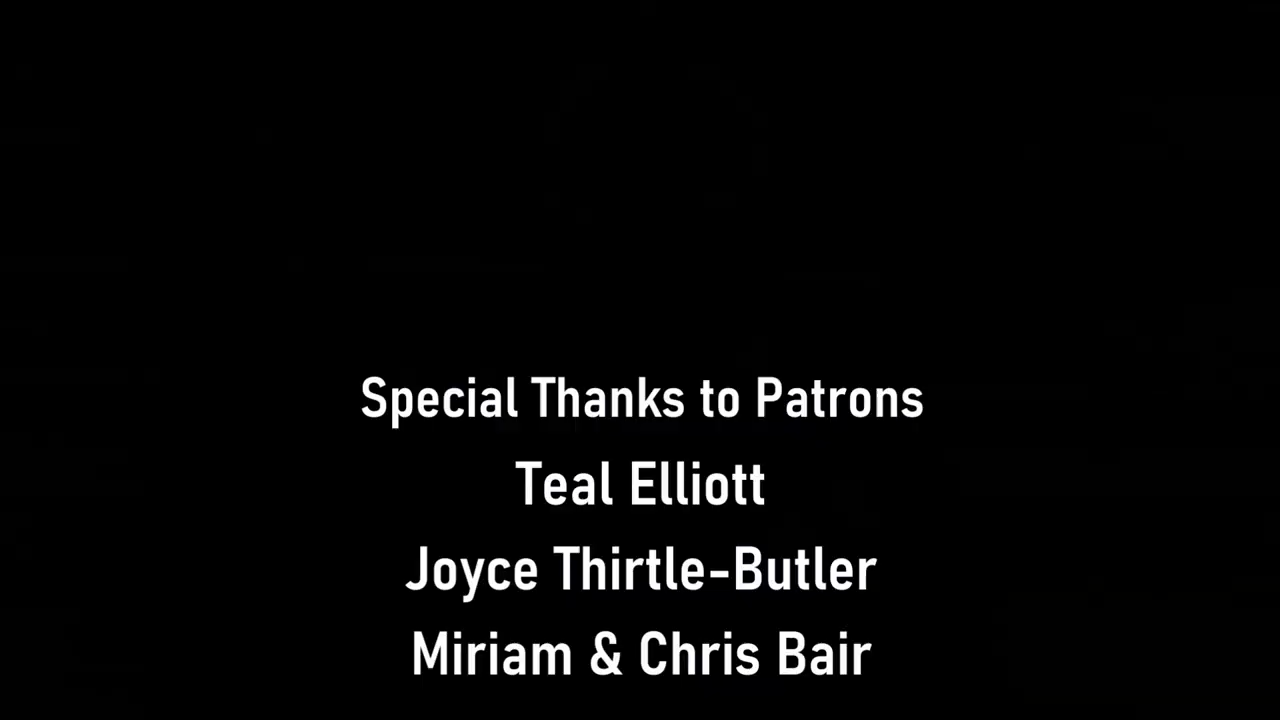 Special Thanks to Patrons
Teal Elliott
Joyce Thirtle-Butler
Miriam & Chris Bair